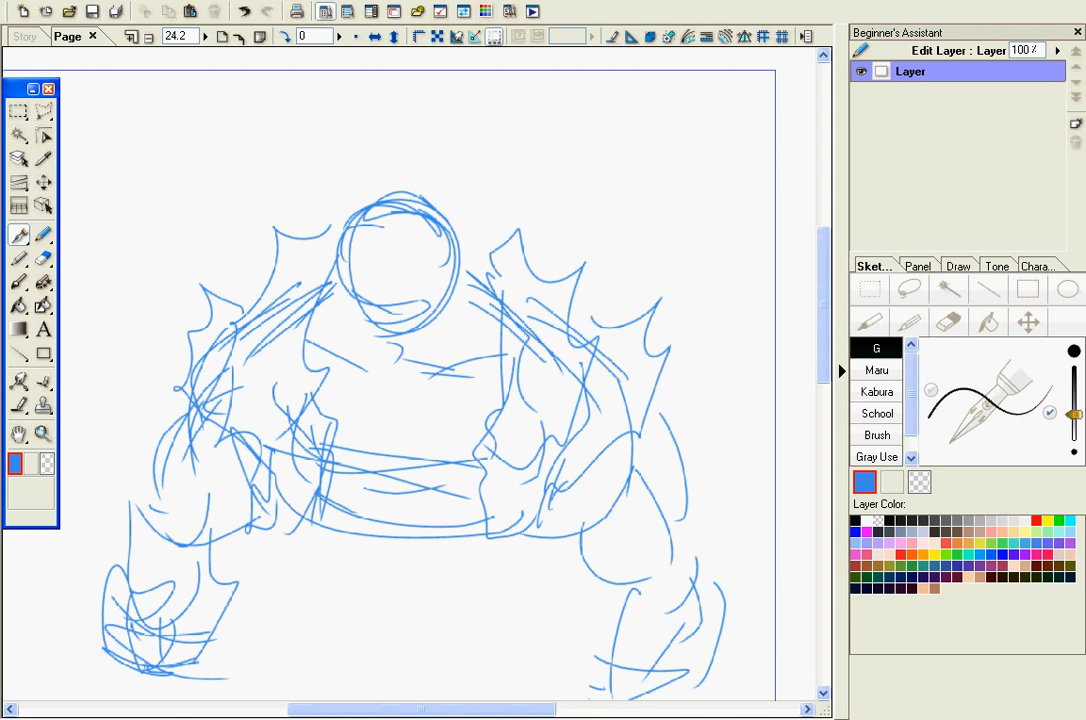 Beginner's Assistant
Story Page 24.2 0
Edit Layer : Layer 100%
Layer
Sket... Panel Draw Tone Chara...
G
Maru
Kabura
School
Brush
Gray Use
Layer Color:
A